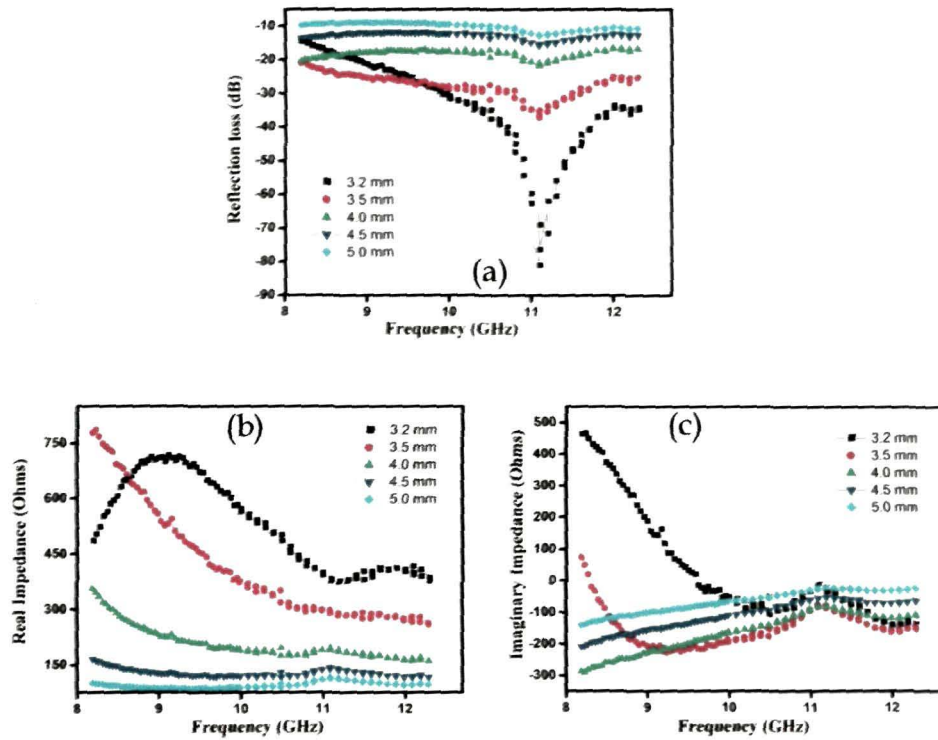 -10
-20
-30
-40
-50
-60
-70
-80
-90
Reflection loss (dB)
3.2 mm
3.5 mm
4.0 mm
4.5 mm
5.0 mm
(a)
8 9 10 11 12
Frequency (GHz)
750
600
450
300
150
Real Impedance (Ohms)
(b)
3.2 mm
3.5 mm
4.0 mm
4.5 mm
5.0 mm
8 9 10 11 12
Frequency (GHz)
500
400
300
200
100
0
-100
-200
-300
Imaginary Impedance (Ohms)
(c)
3.2 mm
3.5 mm
4.0 mm
4.5 mm
5.0 mm
8 9 10 11 12
Frequency (GHz)